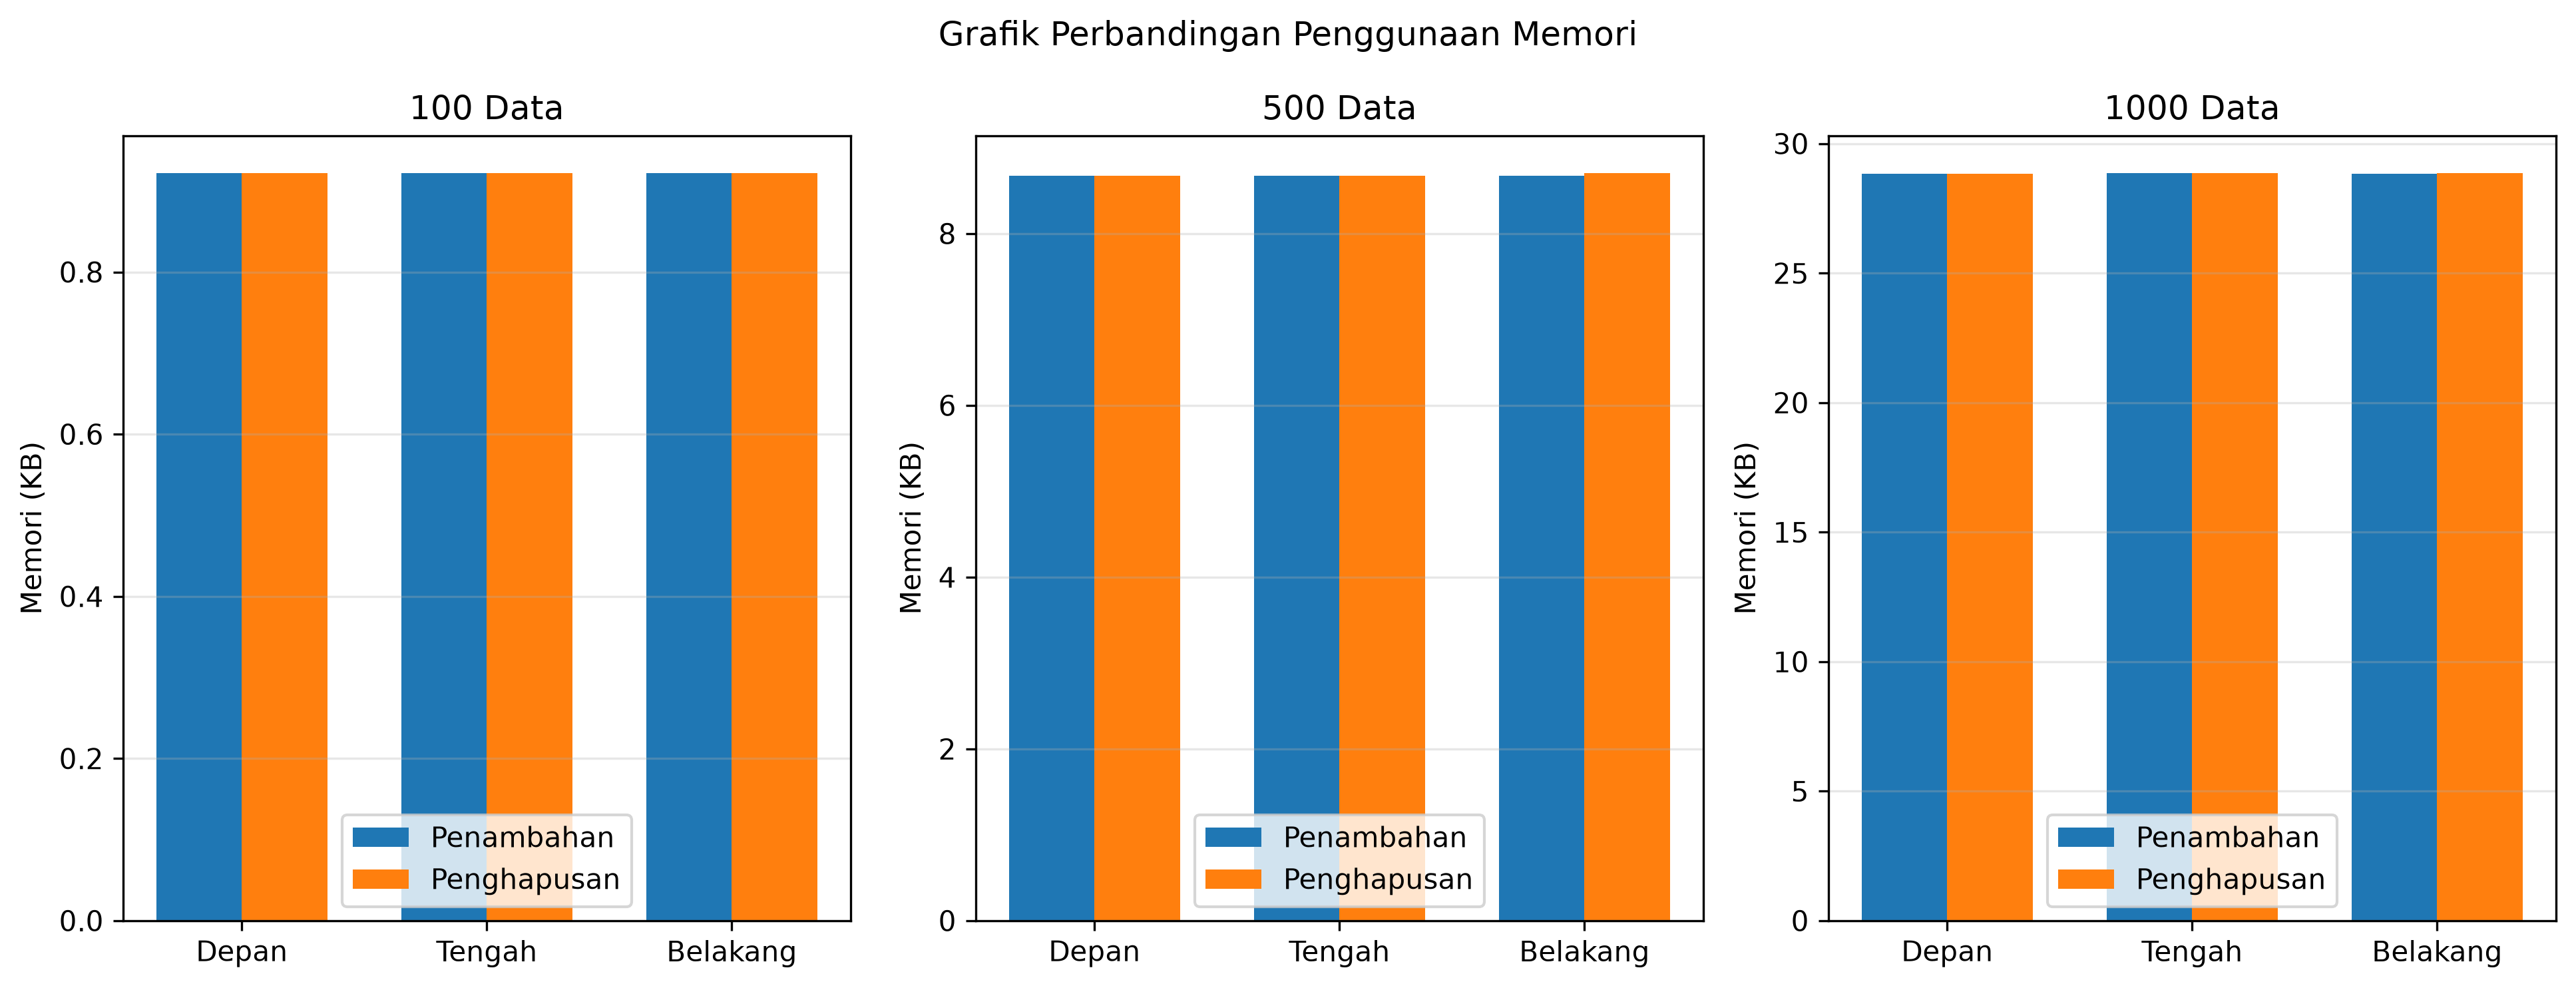 Grafik Perbandingan Penggunaan Memori
100 Data
Memori (KB)
0.8
0.6
0.4
0.2
0.0
Penambahan
Penghapusan
Depan Tengah Belakang
500 Data
Memori (KB)
8
6
4
2
0
Penambahan
Penghapusan
Depan Tengah Belakang
1000 Data
Memori (KB)
30
25
20
15
10
5
0
Penambahan
Penghapusan
Depan Tengah Belakang